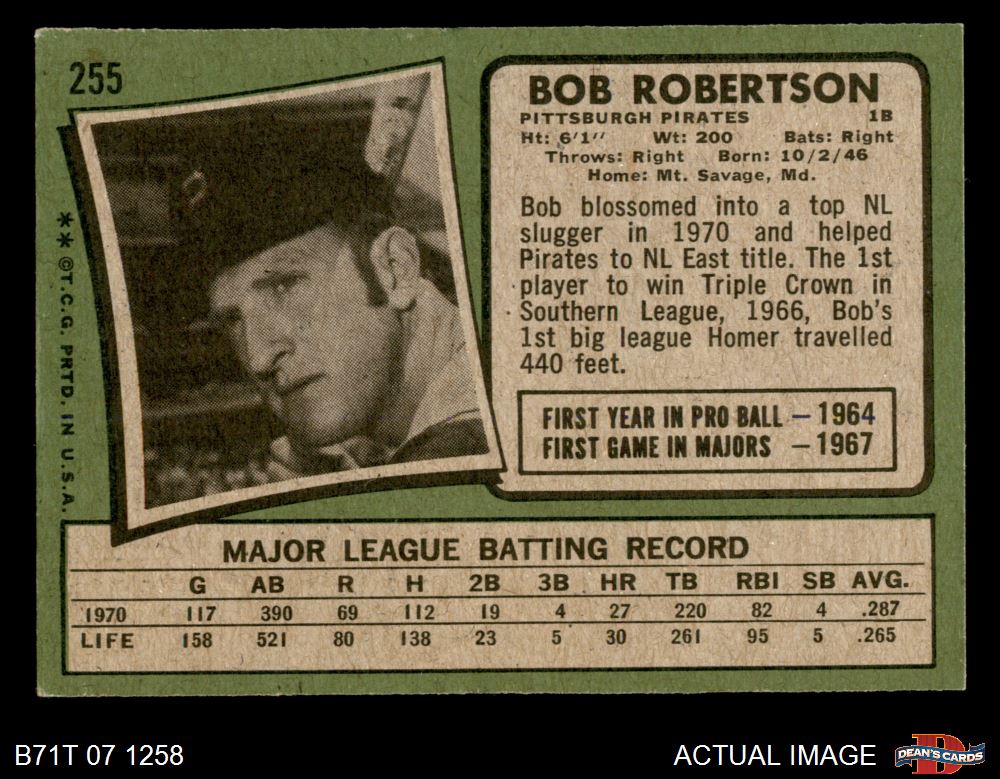 255
BOB ROBERTSON
PITTSBURGH PIRATES 1B
Ht: 6'1'' Wt: 200 Bats: Right
Throws: Right Born: 10/2/46
Home: Mt. Savage, Md.
Bob blossomed into a top NL
slugger in 1970 and helped
Pirates to NL East title. The 1st
player to win Triple Crown in
Southern League, 1966, Bob's
1st big league Homer travelled
440 feet.
FIRST YEAR IN PRO BALL – 1964
FIRST GAME IN MAJORS – 1967
** © T.C.G. PRTD. IN U.S.A.
MAJOR LEAGUE BATTING RECORD
G AB R H 2B 3B HR TB RBI SB AVG.
1970 117 390 69 112 19 4 27 220 82 4 .287
LIFE 158 521 80 138 23 5 30 261 95 5 .265
B71T 07 1258
ACTUAL IMAGE
D
DEAN'S CARDS